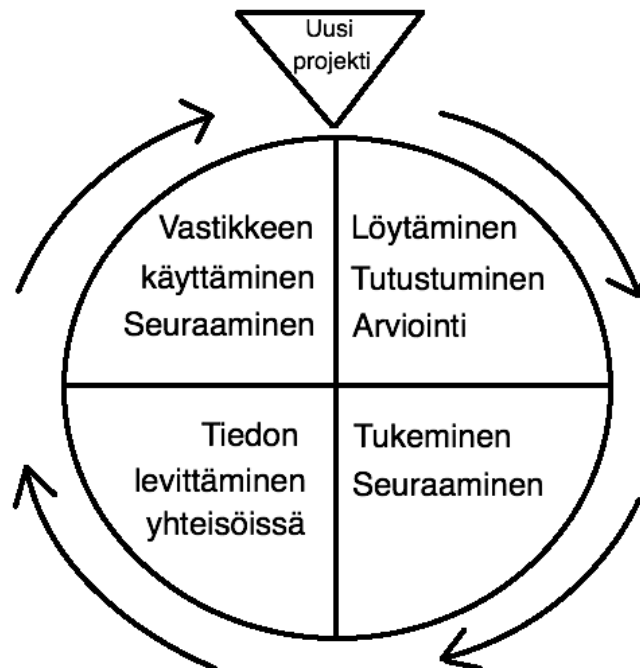 Uusi
projekti
Vastikkeen
käyttäminen
Seuraaminen
Löytäminen
Tutustuminen
Arviointi
Tiedon
levittäminen
yhteisöissä
Tukeminen
Seuraaminen